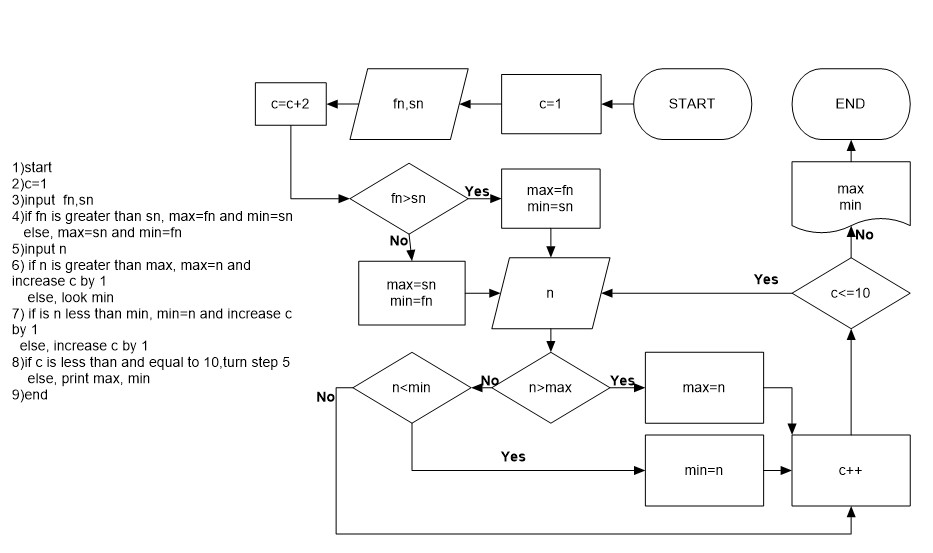 c=c+2
fn,sn
c=1
START
END
1)start
2)c=1
3)input  fn,sn
4)if fn is greater than sn, max=fn and min=sn
else, max=sn and min=fn
5)input n
6) if n is greater than max, max=n and
increase c by 1
else, look min
7) if is n less than min, min=n and increase c
by 1
else, increase c by 1
8)if c is less than and equal to 10,turn step 5
else, print max, min
9)end
fn>sn
Yes
max=fn
min=sn
No
max=sn
min=fn
n
max
min
No
Yes
c<=10
No
n<min
No
n>max
Yes
max=n
Yes
min=n
c++